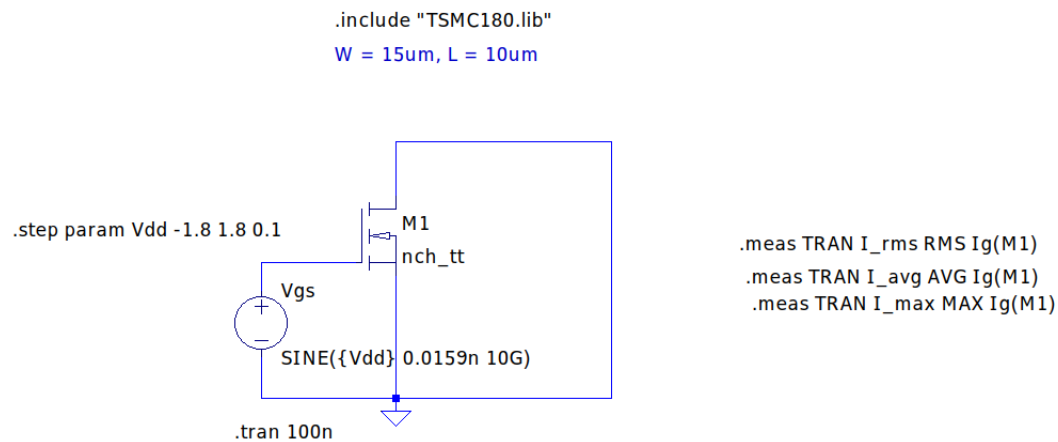 .include "TSMC180.lib"
W = 15um, L = 10um
.step param Vdd -1.8 1.8 0.1
M1
nch_tt
Vgs
SINE({Vdd} 0.0159n 10G)
.tran 100n
.meas TRAN I_rms RMS Ig(M1)
.meas TRAN I_avg AVG Ig(M1)
.meas TRAN I_max MAX Ig(M1)